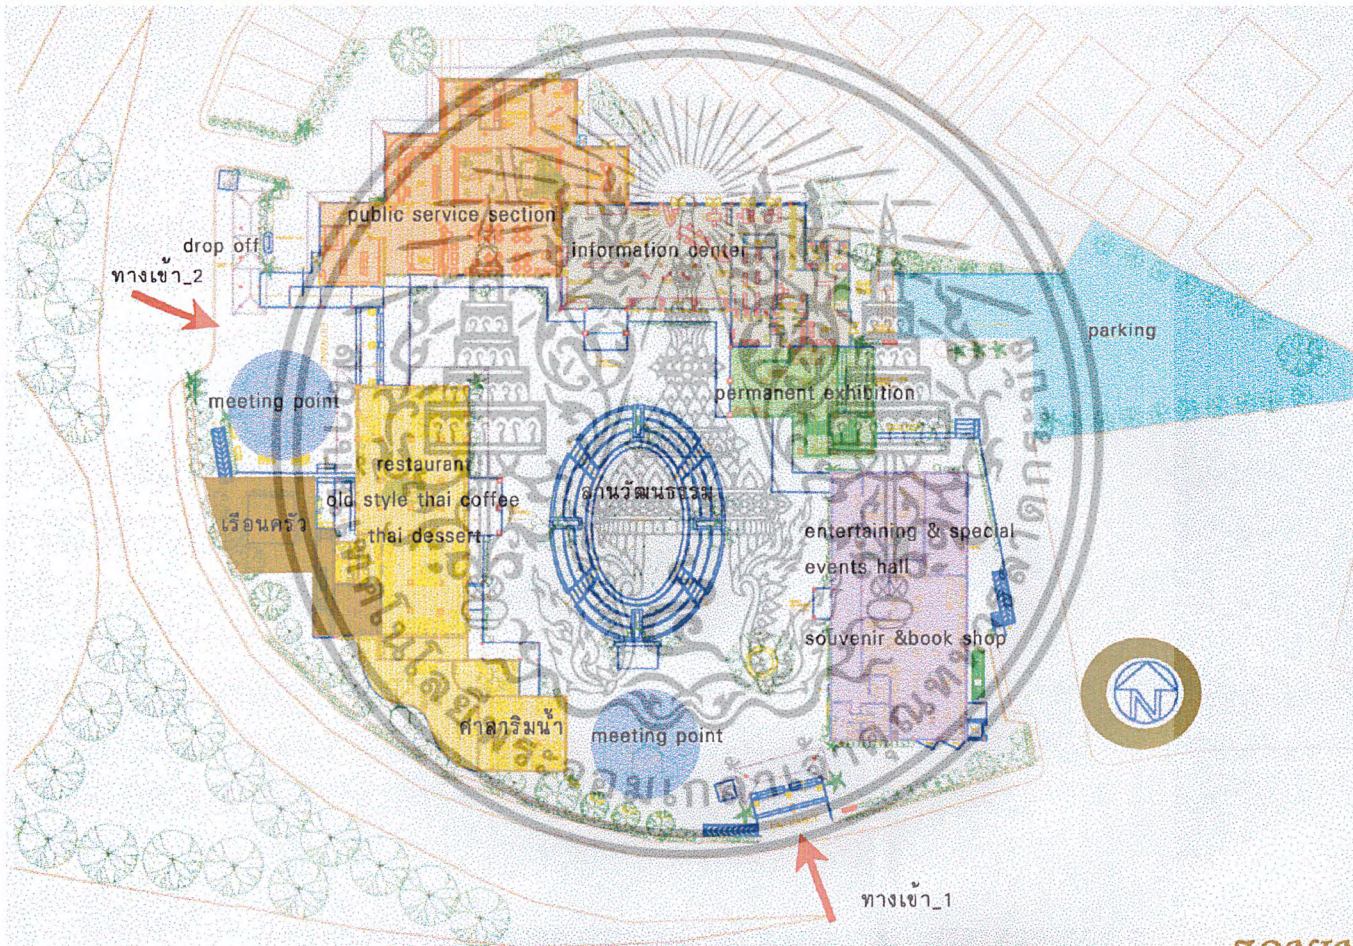 public service section
drop off
information center
ทางเข้า_2
parking
meeting point
permanent exhibition
restaurant
old style thai coffee
thai dessert
เรือนครัว
ลานวัฒนธรรม
entertaining & special
events hall
souvenir &book shop
ศาลาริมน้ำ
meeting point
N
ทางเข้า_1